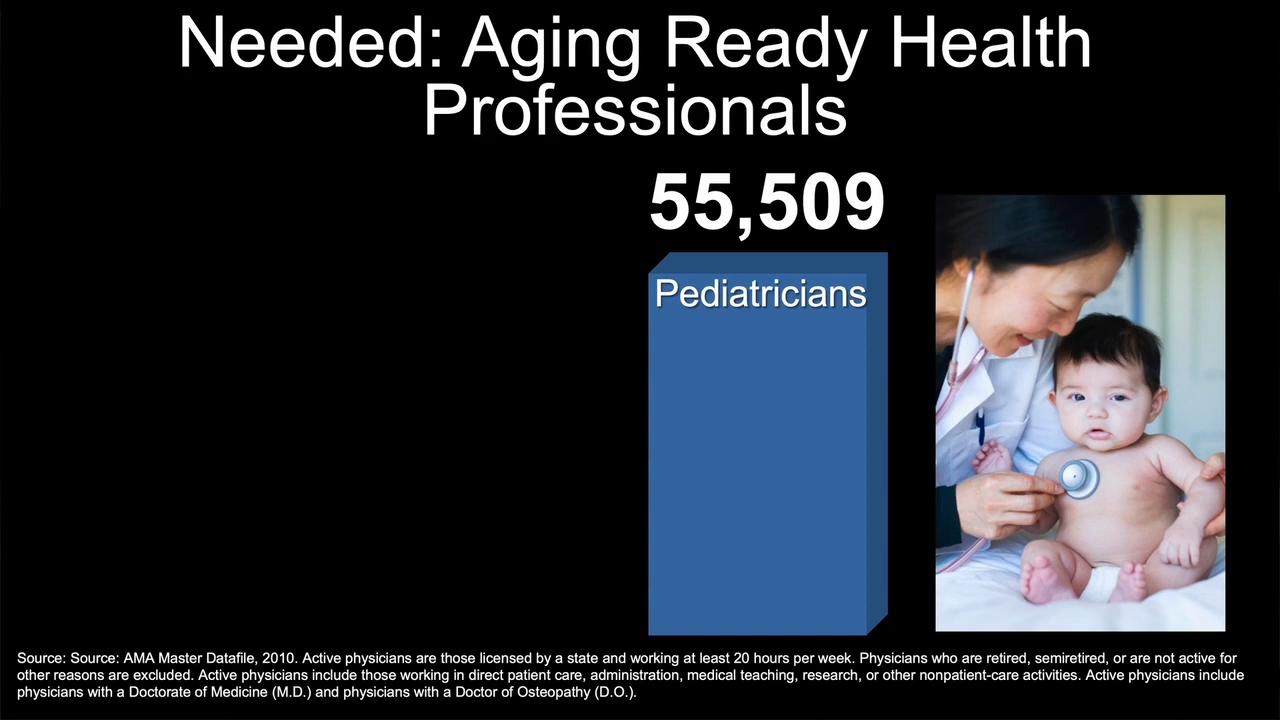 Needed: Aging Ready Health
Professionals
55,509
Pediatricians
Source: Source: AMA Master Datafile, 2010. Active physicians are those licensed by a state and working at least 20 hours per week. Physicians who are retired, semiretired, or are not active for
other reasons are excluded. Active physicians include those working in direct patient care, administration, medical teaching, research, or other nonpatient-care activities. Active physicians include
physicians with a Doctorate of Medicine (M.D.) and physicians with a Doctor of Osteopathy (D.O.).